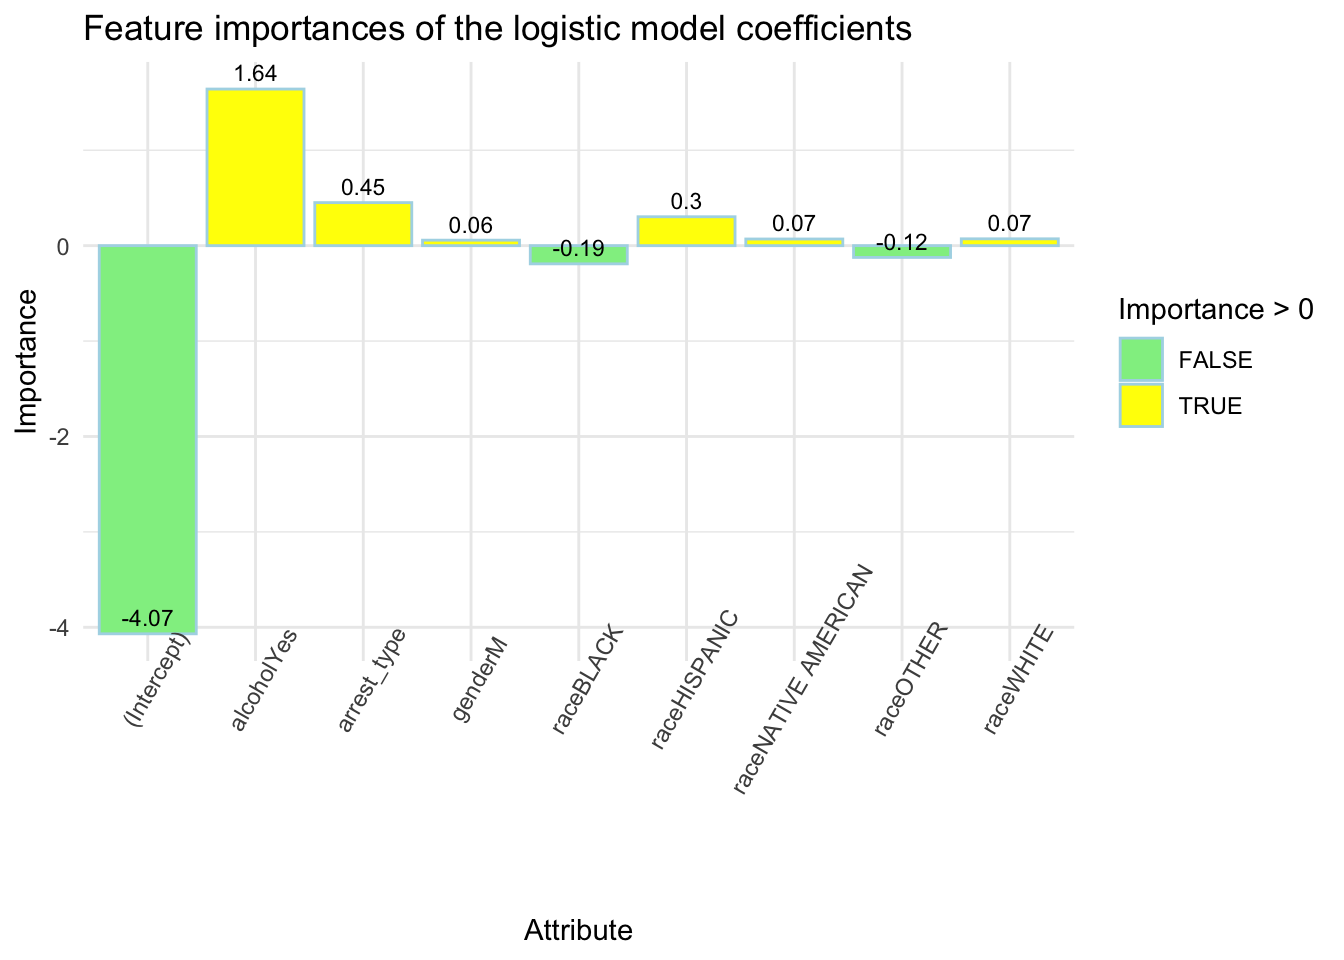 Feature importances of the logistic model coefficients
1.64
0.45
0.06
-0.19
0.3
0.07
-0.12
0.07
-4.07
0
-2
-4
Importance
(Intercept)
alcoholYes
arrest_type
genderM
raceBLACK
raceHISPANIC
raceNATIVE AMERICAN
raceOTHER
raceWHITE
Attribute
Importance > 0
FALSE
TRUE